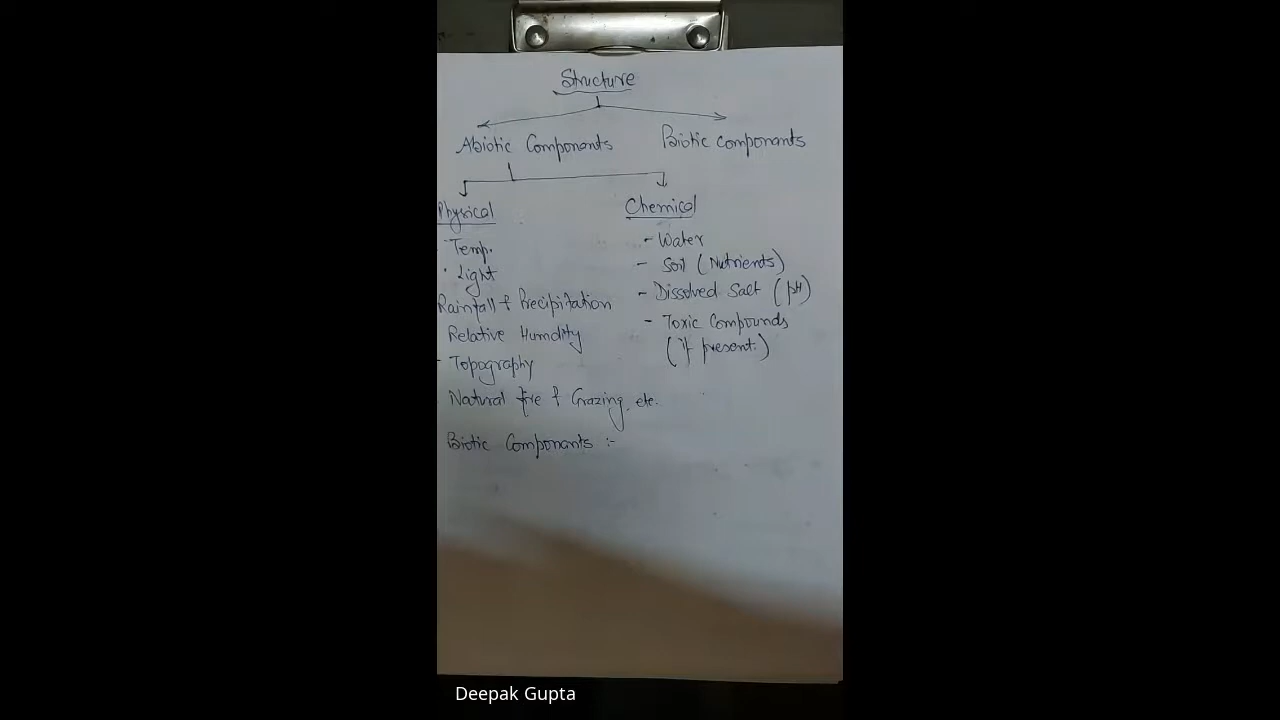 Structure
Abiotic Components Biotic Components
Physical
Temp.
Light
Rainfall & Precipitation
Relative Humdity
- Topography
Natural fire & Grazing, etc.
Chemical
- Water
- Soil (Nutrients)
- Dissolved Salt (pH)
- Toxic Compounds
(if present.)
Biotic Components :-
Deepak Gupta